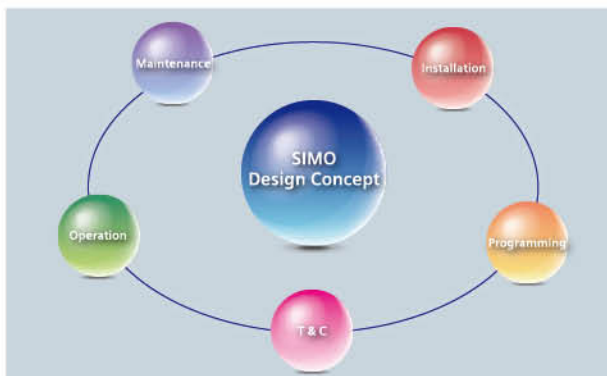 Maintenance
Installation
SIMO
Design Concept
Operation
Programming
T & C